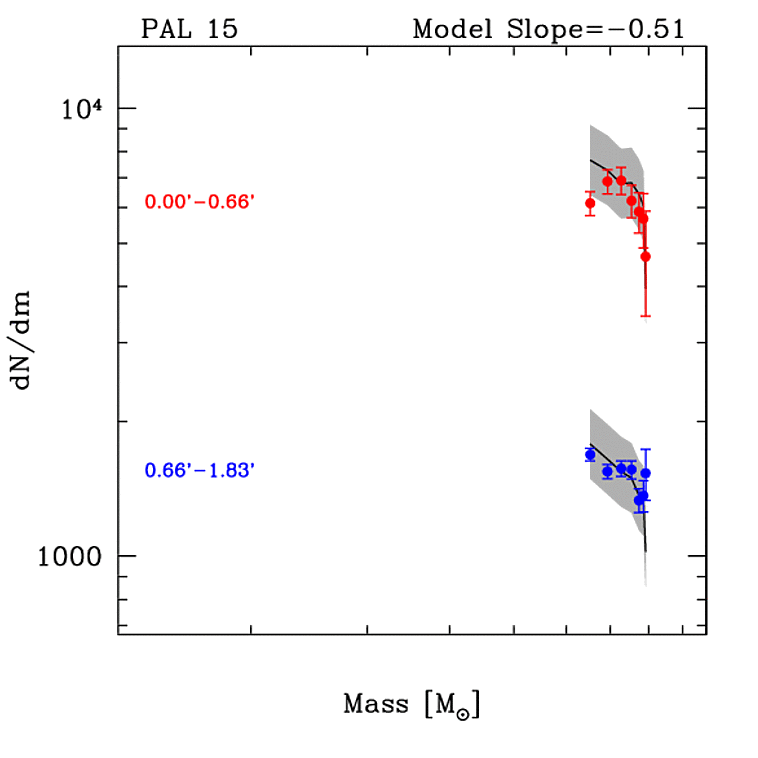 PAL 15 Model Slope=−0.51
10⁴
0.00'−0.66'
dN/dm
0.66'−1.83'
1000
Mass [M☉]